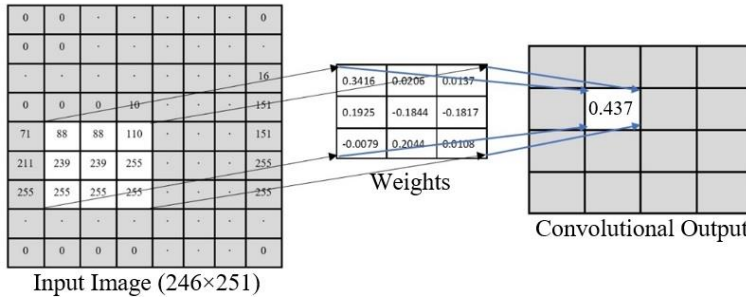 0 0 · · · · · 0
0 0 · · · · · 0
· · · · · · · ·
· · · · · · · 16
0 0 0 10 · · · 151
71 88 88 110 · · · 151
211 239 239 255 · · · 255
255 255 255 255 · · · 255
· · · · · · · ·
0 0 0 · · · · 0
0.3416 0.0206 0.0137
0.1925 -0.1844 -0.1817
-0.0079 0.2044 0.0108
0.437
Weights
Convolutional Output
Input Image (246×251)